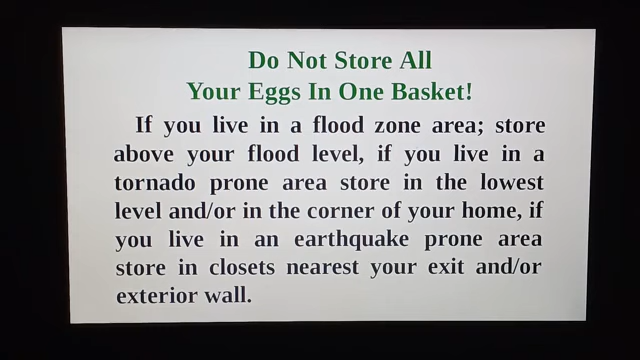 Do Not Store All
Your Eggs In One Basket!
If you live in a flood zone area; store
above your flood level, if you live in a
tornado prone area store in the lowest
level and/or in the corner of your home, if
you live in an earthquake prone area
store in closets nearest your exit and/or
exterior wall.